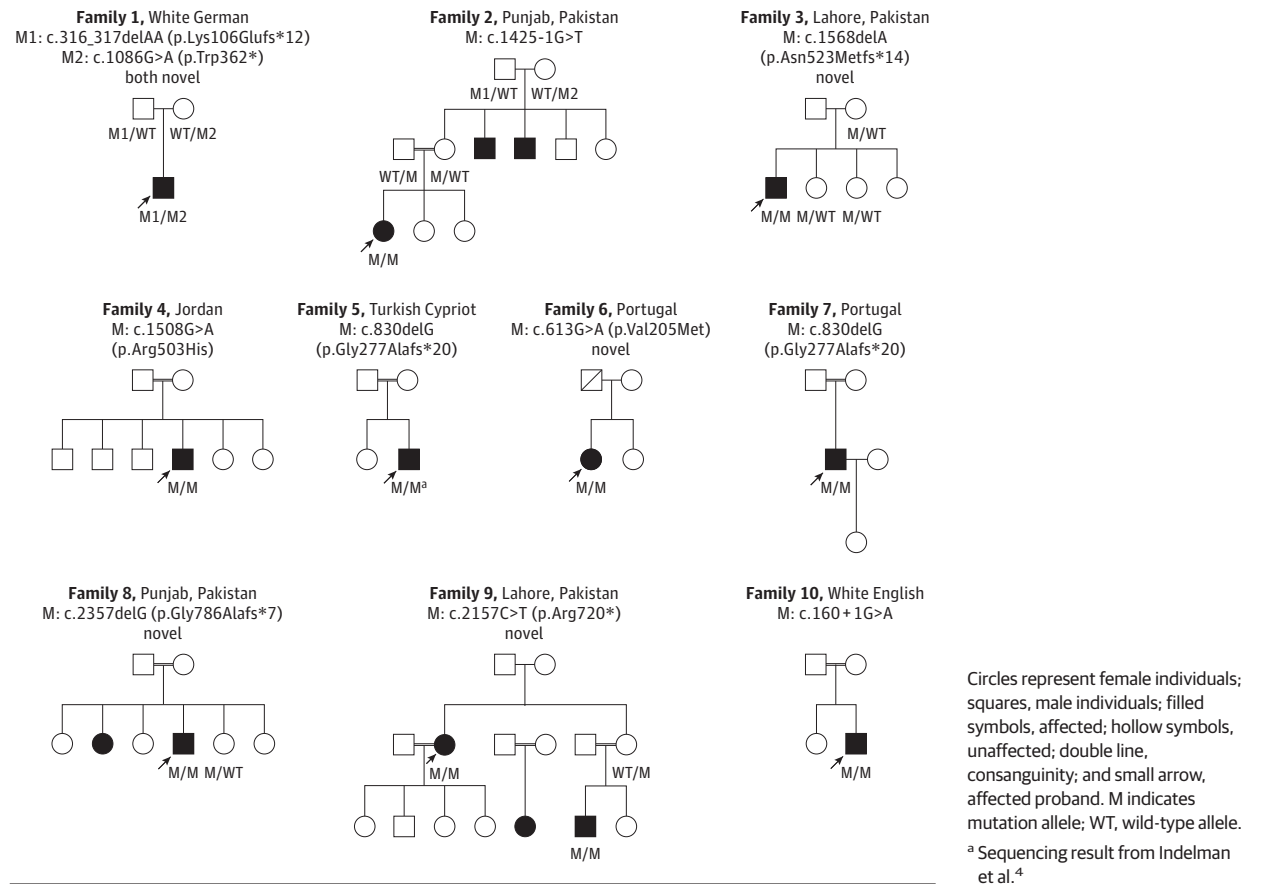 Family 1, White German
M1: c.316_317delAA (p.Lys106Glufs*12)
M2: c.1086G>A (p.Trp362*)
both novel
M1/WT WT/M2
M1/M2
Family 2, Punjab, Pakistan
M: c.1425-1G>T
M1/WT WT/M2
WT/M M/WT
M/M
Family 3, Lahore, Pakistan
M: c.1568delA
(p.Asn523Metfs*14)
novel
M/WT
M/M M/WT M/WT
Family 4, Jordan
M: c.1508G>A
(p.Arg503His)
M/M
Family 5, Turkish Cypriot
M: c.830delG
(p.Gly277Alafs*20)
M/Mª
Family 6, Portugal
M: c.613G>A (p.Val205Met)
novel
M/M
Family 7, Portugal
M: c.830delG
(p.Gly277Alafs*20)
M/M
Family 8, Punjab, Pakistan
M: c.2357delG (p.Gly786Alafs*7)
novel
M/M M/WT
Family 9, Lahore, Pakistan
M: c.2157C>T (p.Arg720*)
novel
M/M
WT/M
M/M
Family 10, White English
M: c.160+1G>A
M/M
Circles represent female individuals;
squares, male individuals; filled
symbols, affected; hollow symbols,
unaffected; double line,
consanguinity; and small arrow,
affected proband. M indicates
mutation allele; WT, wild-type allele.
ª Sequencing result from Indelman
et al.⁴